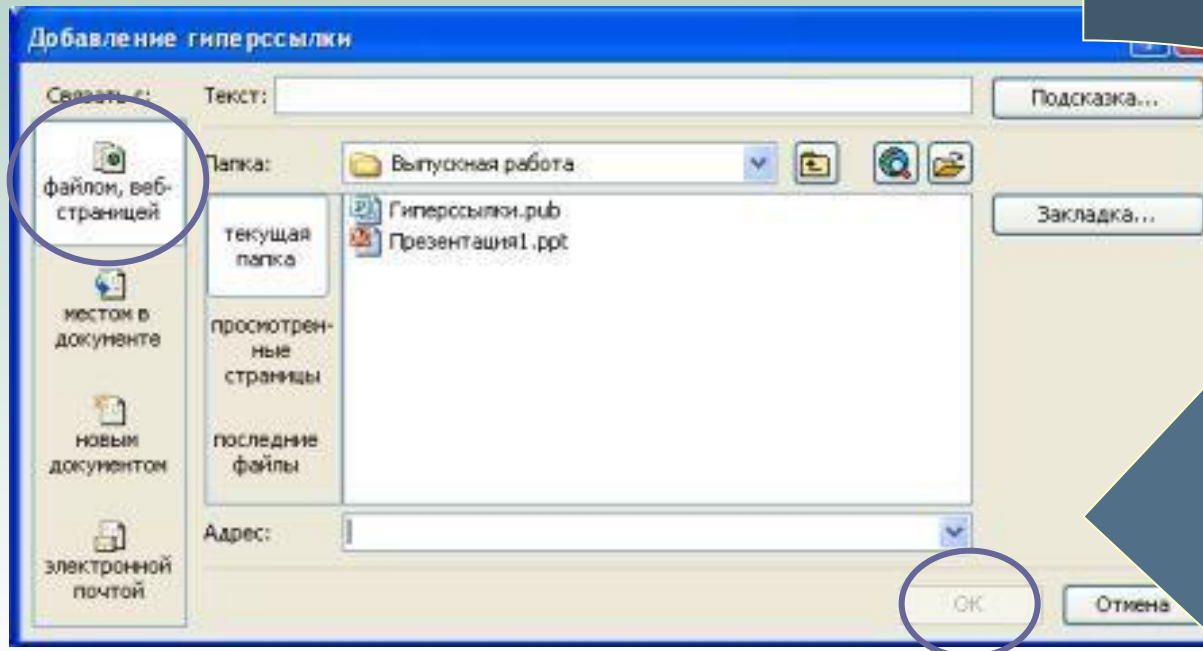 Добавление гиперссылки
Связать с:
Текст:
Подсказка...
файлом, веб-
страницей
Папка:
Выпускная работа
Гиперссылки.pub
Презентация1.ppt
Закладка...
текущая
папка
местом в
документе
просмотрен-
ные
страницы
новым
документом
последние
файлы
Адрес:
электронной
почтой
ОК
Отмена